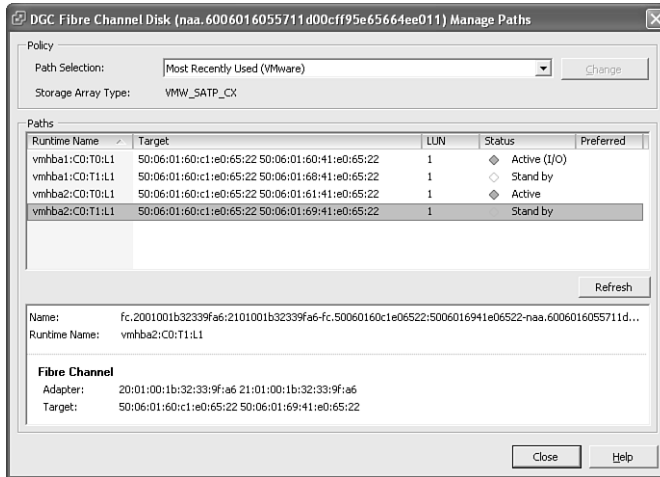 DGC Fibre Channel Disk (naa.6006016055711d00cff95e65664ee011) Manage Paths
Policy
Path Selection: Most Recently Used (VMware) Change
Storage Array Type: VMW_SATP_CX
Paths
Runtime Name Target LUN Status Preferred
vmhba1:C0:T0:L1 50:06:01:60:c1:e0:65:22 50:06:01:60:41:e0:65:22 1 Active (I/O)
vmhba1:C0:T1:L1 50:06:01:60:c1:e0:65:22 50:06:01:68:41:e0:65:22 1 Stand by
vmhba2:C0:T0:L1 50:06:01:60:c1:e0:65:22 50:06:01:61:41:e0:65:22 1 Active
vmhba2:C0:T1:L1 50:06:01:60:c1:e0:65:22 50:06:01:69:41:e0:65:22 1 Stand by
Refresh
Name: fc.2001001b32339fa6:2101001b32339fa6-fc.50060160c1e06522:5006016941e06522-naa.6006016055711d...
Runtime Name: vmhba2:C0:T1:L1
Fibre Channel
Adapter: 20:01:00:1b:32:33:9f:a6 21:01:00:1b:32:33:9f:a6
Target: 50:06:01:60:c1:e0:65:22 50:06:01:69:41:e0:65:22
Close Help